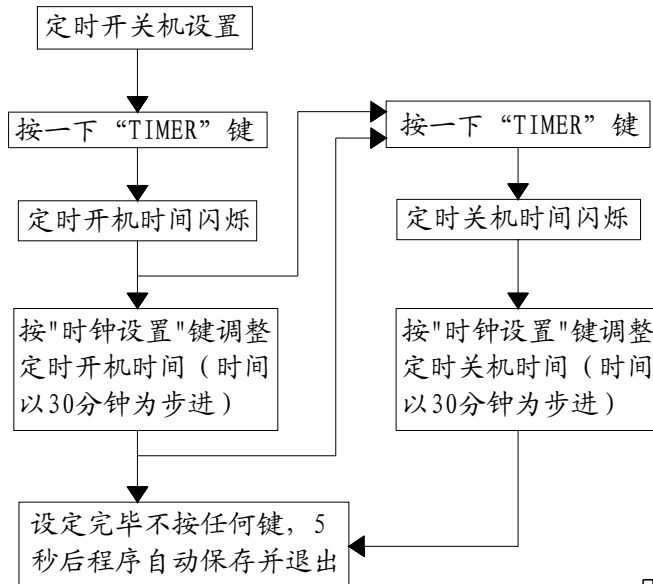 定时开关机设置
按一下“TIMER”键
定时开机时间闪烁
按"时钟设置"键调整
定时开机时间（时间
以30分钟为步进）
设定完毕不按任何键，5
秒后程序自动保存并退出
按一下“TIMER”键
定时关机时间闪烁
按"时钟设置"键调整
定时关机时间（时间
以30分钟为步进）